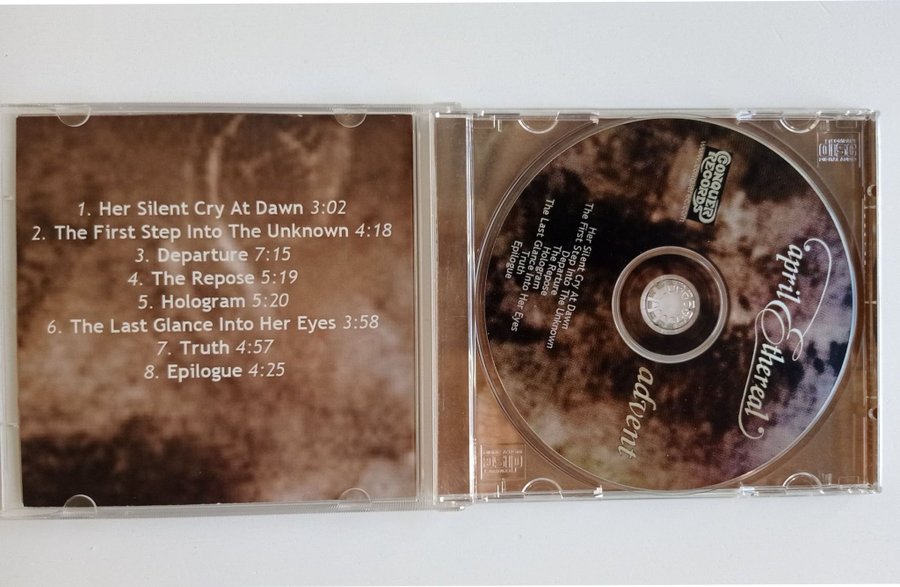 1. Her Silent Cry At Dawn 3:02
2. The First Step Into The Unknown 4:18
3. Departure 7:15
4. The Repose 5:19
5. Hologram 5:20
6. The Last Glance Into Her Eyes 3:58
7. Truth 4:57
8. Epilogue 4:25
CONQUER
RECORDS
april Ethereal
advent
Her Silent Cry At Dawn
The First Step Into The Unknown
Departure
The Repose
Hologram
The Last Glance Into Her Eyes
Truth
Epilogue